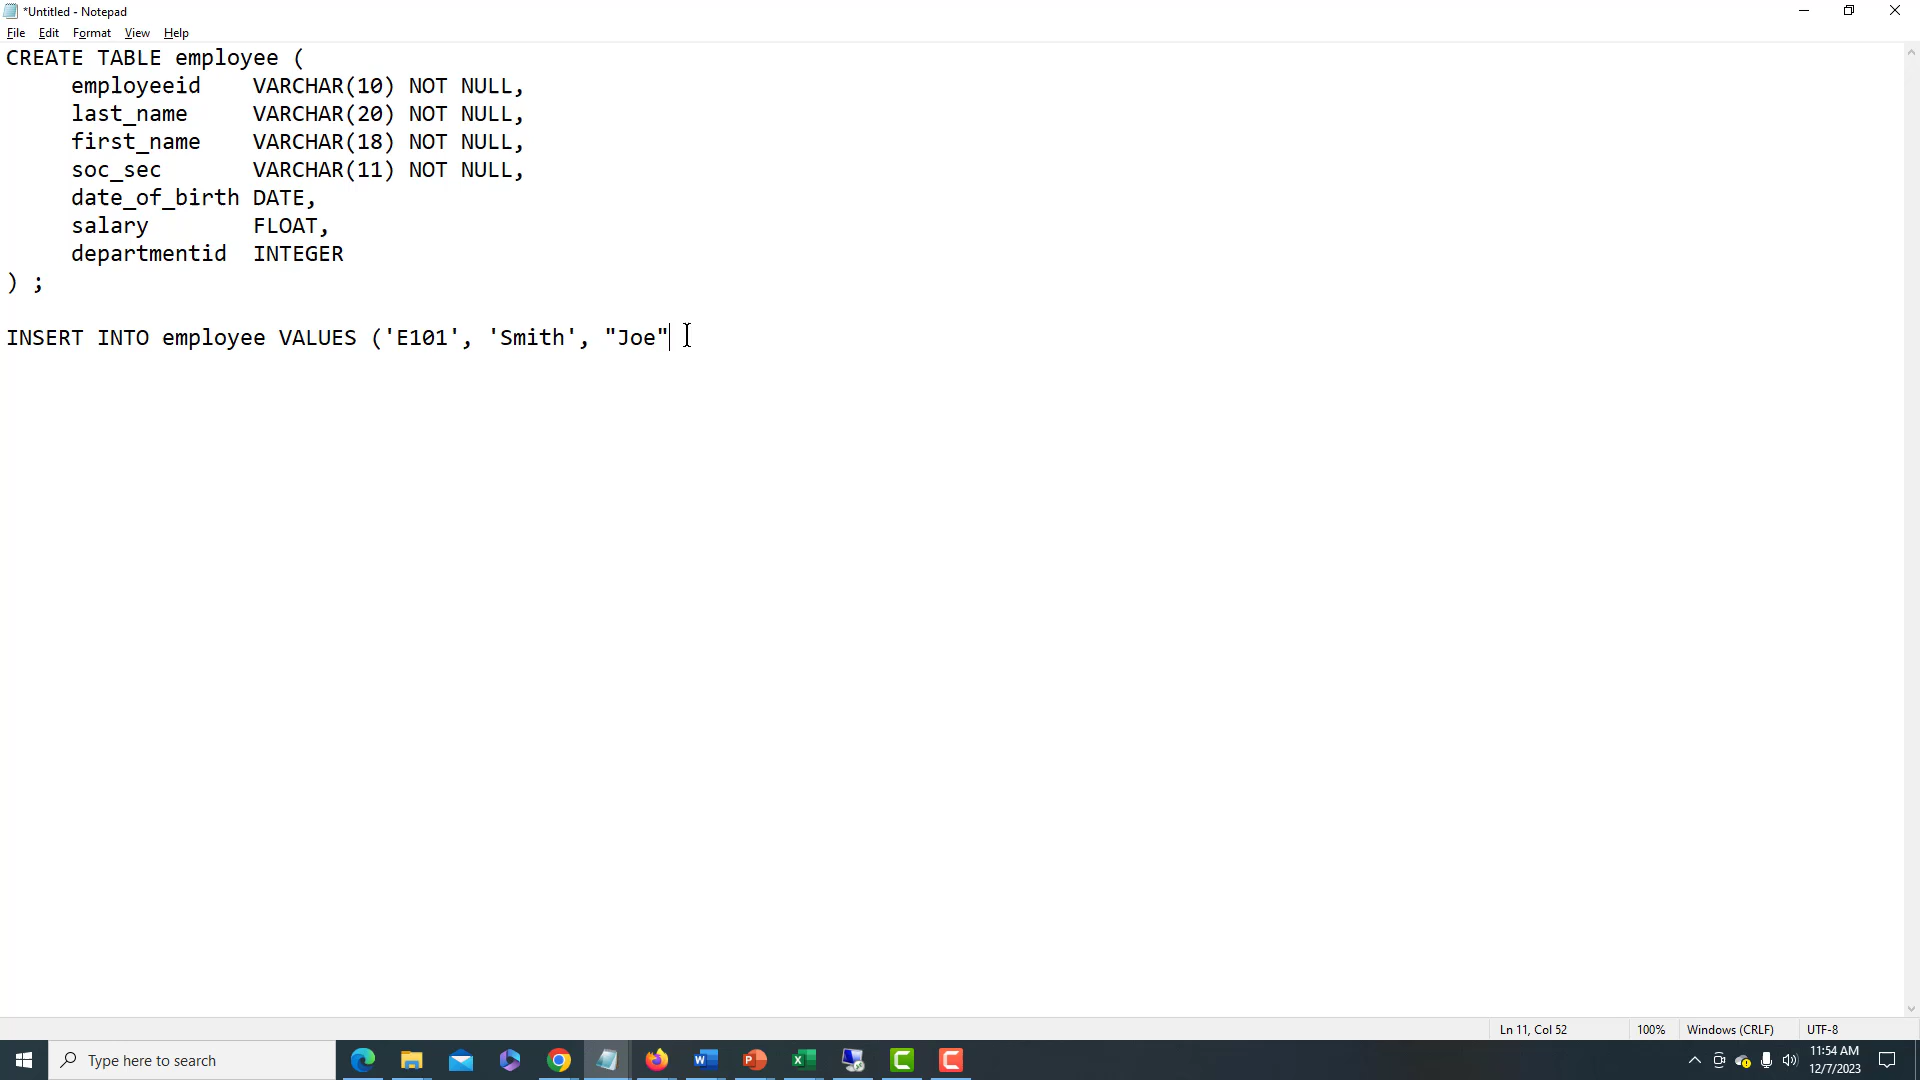 *Untitled - Notepad
File Edit Format View Help
CREATE TABLE employee (
employeeid VARCHAR(10) NOT NULL,
last_name VARCHAR(20) NOT NULL,
first_name VARCHAR(18) NOT NULL,
soc_sec VARCHAR(11) NOT NULL,
date_of_birth DATE,
salary FLOAT,
departmentid INTEGER
) ;
INSERT INTO employee VALUES ('E101', 'Smith', "Joe"
Ln 11, Col 52 100% Windows (CRLF) UTF-8
Type here to search
11:54 AM
12/7/2023